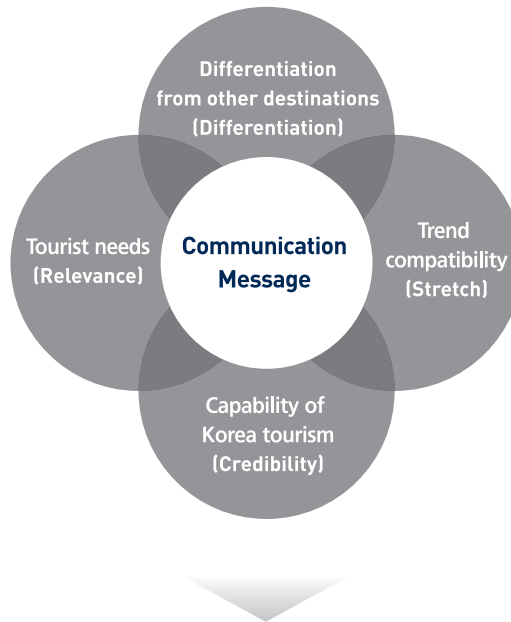 Differentiation
from other destinations
(Differentiation)
Tourist needs
(Relevance)
Communication
Message
Trend
compatibility
(Stretch)
Capability of
Korea tourism
(Credibility)